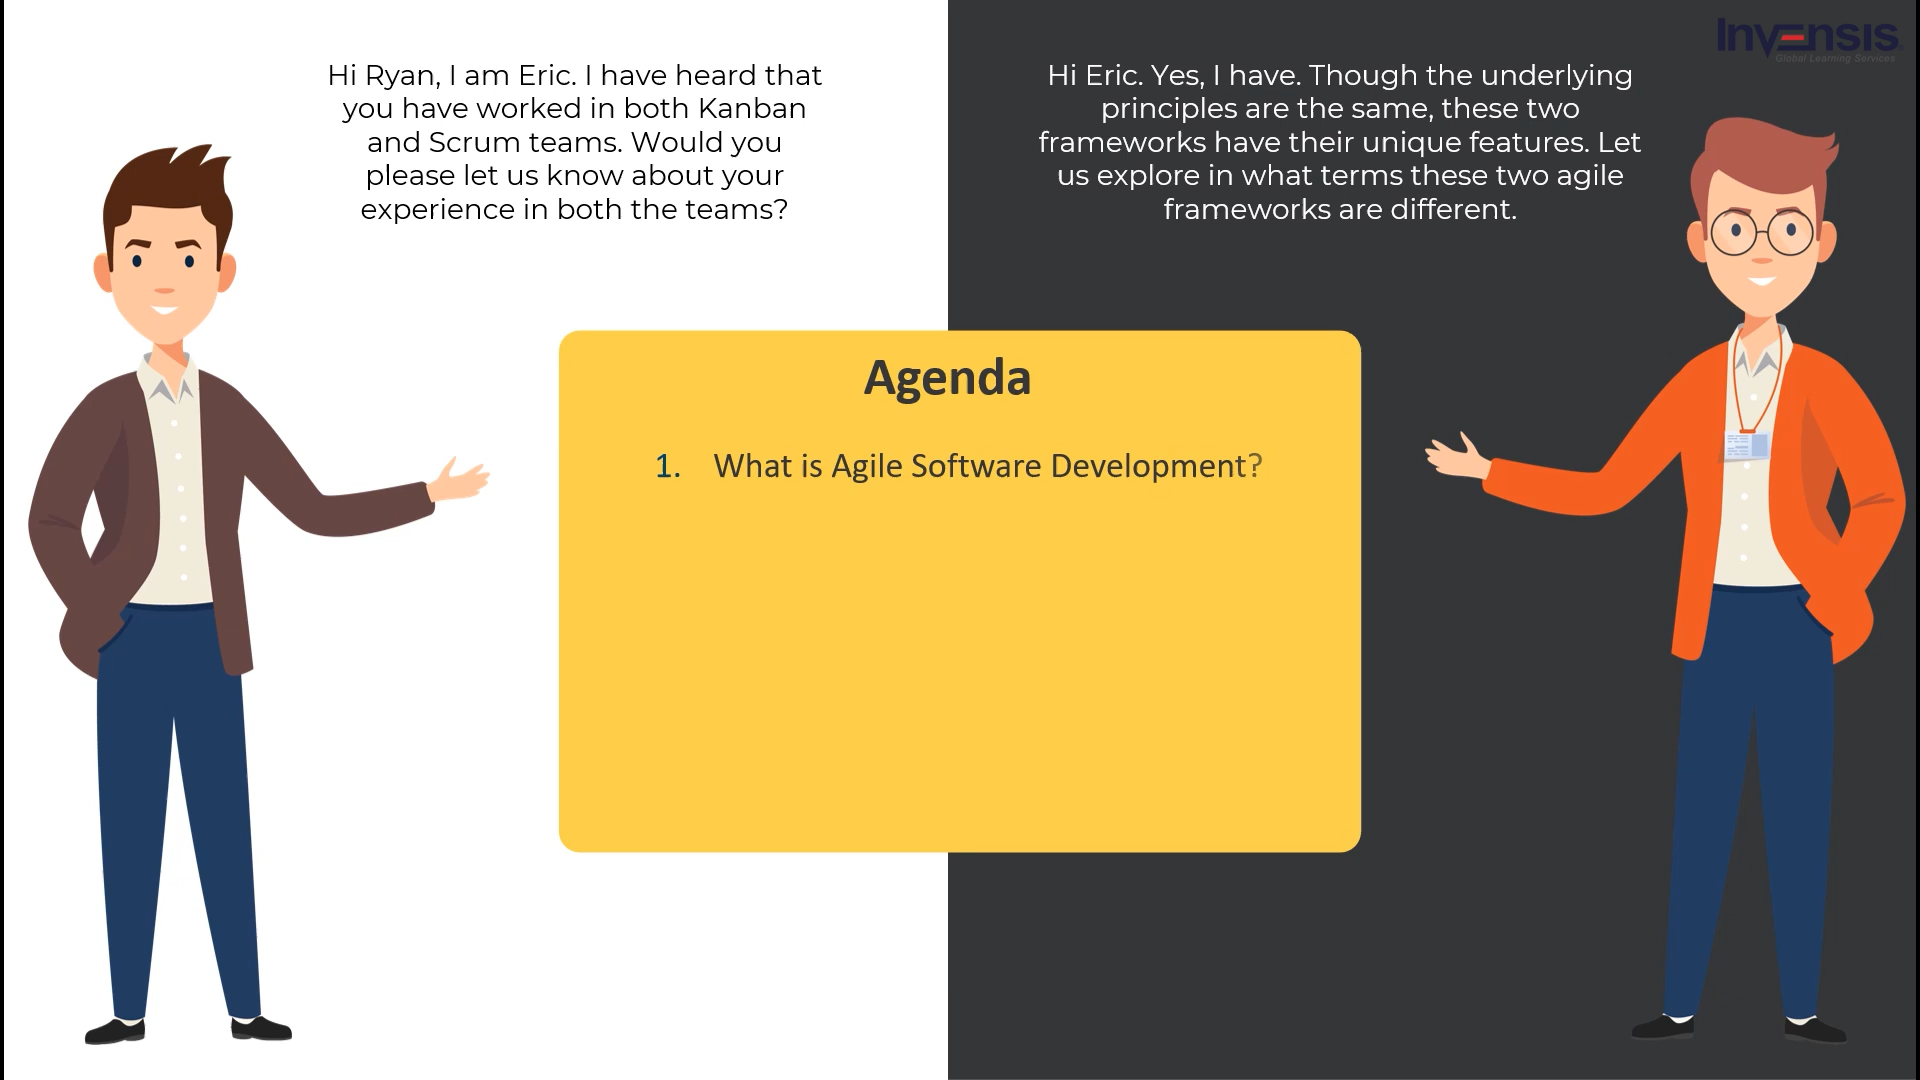 Hi Ryan, I am Eric. I have heard that
you have worked in both Kanban
and Scrum teams. Would you
please let us know about your
experience in both the teams?
Invensis
Global Learning Services
Hi Eric. Yes, I have. Though the underlying
principles are the same, these two
frameworks have their unique features. Let
us explore in what terms these two agile
frameworks are different.
Agenda
1. What is Agile Software Development?